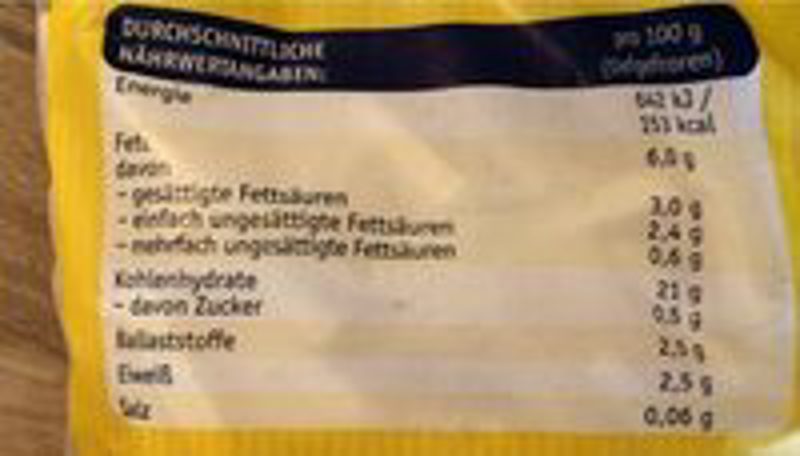 DURCHSCHNITTLICHE
NÄHRWERTANGABEN:
pro 100 g
(tiefgefroren)
Energie 642 kJ /
153 kcal
Fett 6,0 g
davon
- gesättigte Fettsäuren 3,0 g
- einfach ungesättigte Fettsäuren 2,4 g
- mehrfach ungesättigte Fettsäuren 0,6 g
Kohlenhydrate 21 g
- davon Zucker 0,5 g
Ballaststoffe 2,5 g
Eiweiß 2,5 g
Salz 0,06 g